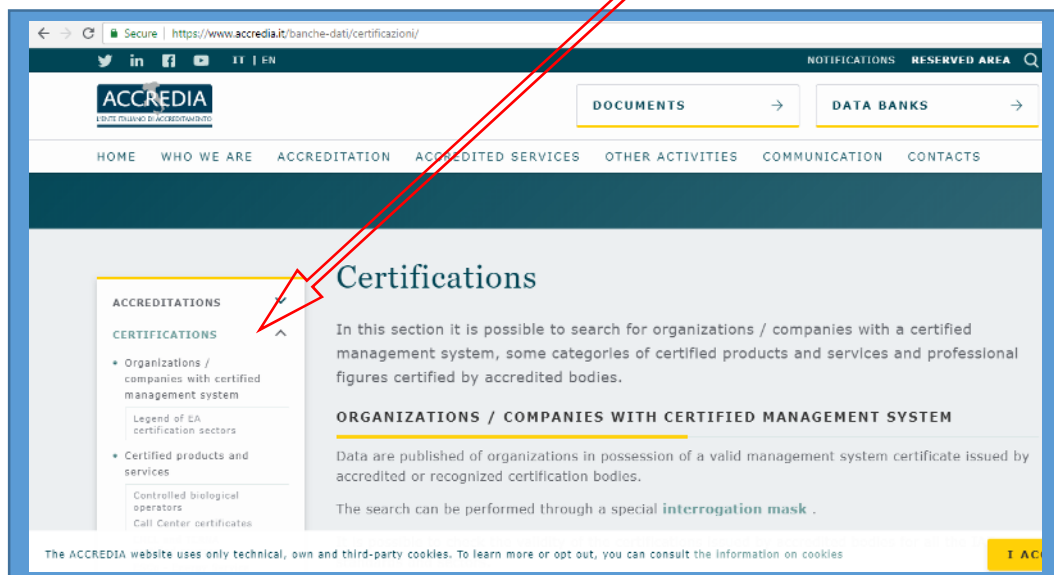 Secure | https://www.accredia.it/banche-dati/certificazioni/
IT | EN
NOTIFICATIONS RESERVED AREA
ACCREDIA
L'ENTE ITALIANO DI ACCREDITAMENTO
DOCUMENTS →
DATA BANKS →
HOME WHO WE ARE ACCREDITATION ACCREDITED SERVICES OTHER ACTIVITIES COMMUNICATION CONTACTS
ACCREDITATIONS
CERTIFICATIONS
• Organizations /
companies with certified
management system
Legend of EA
certification sectors
• Certified products and
services
Controlled biological
operators
Call Center certificates
Certifications
In this section it is possible to search for organizations / companies with a certified
management system, some categories of certified products and services and professional
figures certified by accredited bodies.
ORGANIZATIONS / COMPANIES WITH CERTIFIED MANAGEMENT SYSTEM
Data are published of organizations in possession of a valid management system certificate issued by
accredited or recognized certification bodies.
The search can be performed through a special interrogation mask .
The ACCREDIA website uses only technical, own and third-party cookies. To learn more or opt out, you can consult the information on cookies
I AC